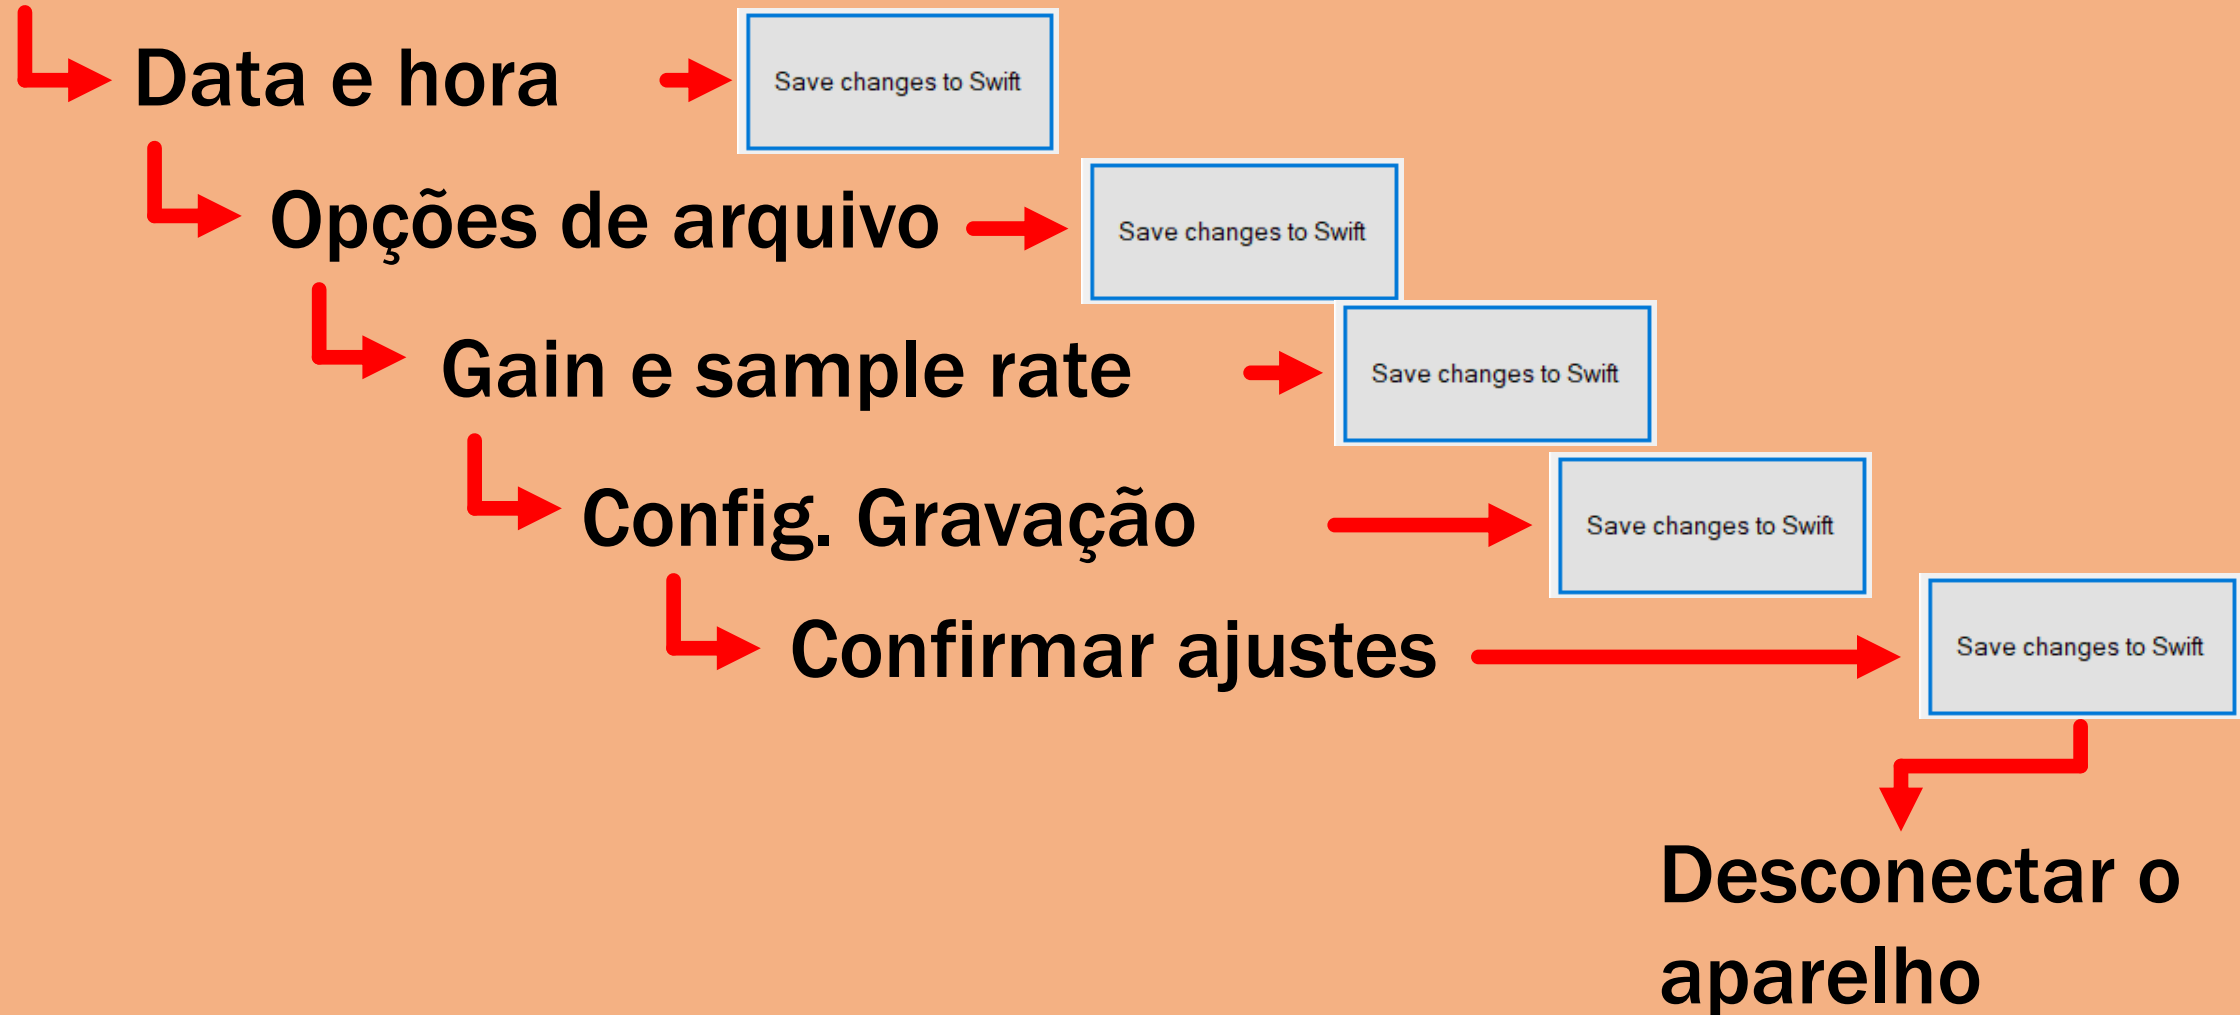 Data e hora
Save changes to Swift
Opções de arquivo
Save changes to Swift
Gain e sample rate
Save changes to Swift
Config. Gravação
Save changes to Swift
Confirmar ajustes
Save changes to Swift
Desconectar o
aparelho